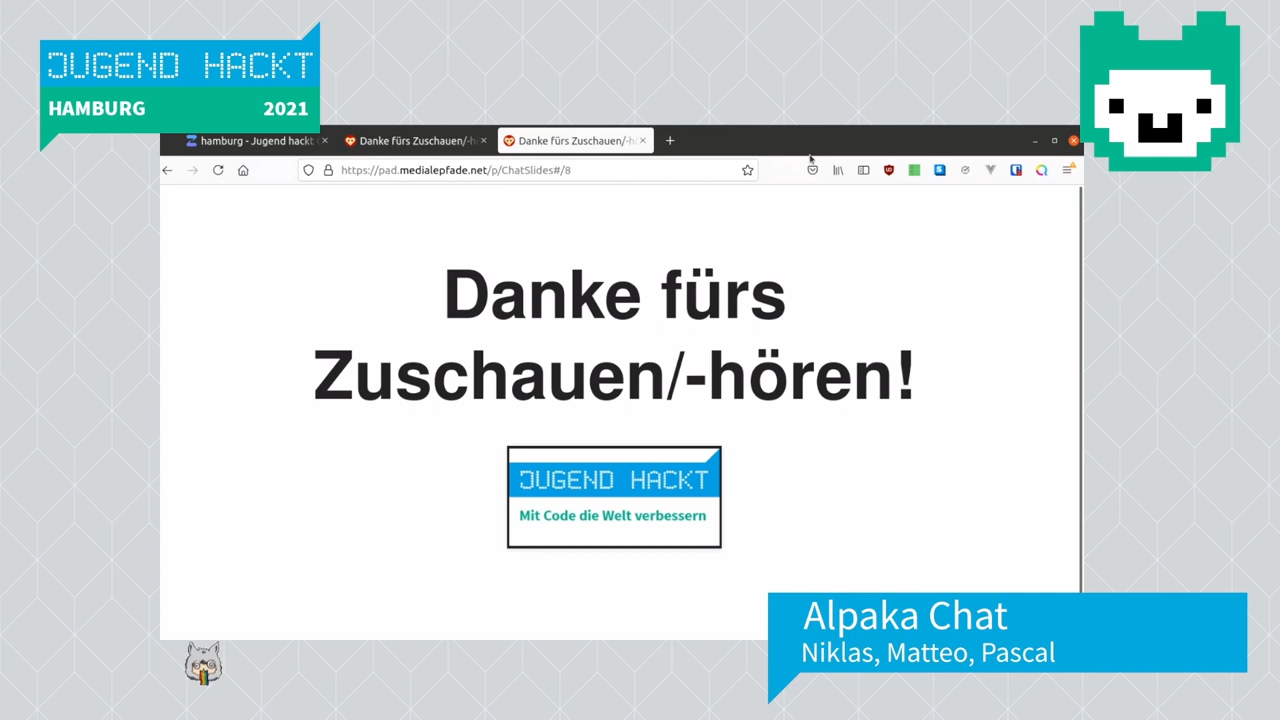 JUGEND HACKT
HAMBURG 2021
hamburg - Jugend hackt
Danke fürs Zuschauen/-h
Danke fürs Zuschauen/-h
https://pad.medialepfade.net/p/ChatSlides#/8
Danke fürs
Zuschauen/-hören!
JUGEND HACKT
Mit Code die Welt verbessern
Alpaka Chat
Niklas, Matteo, Pascal